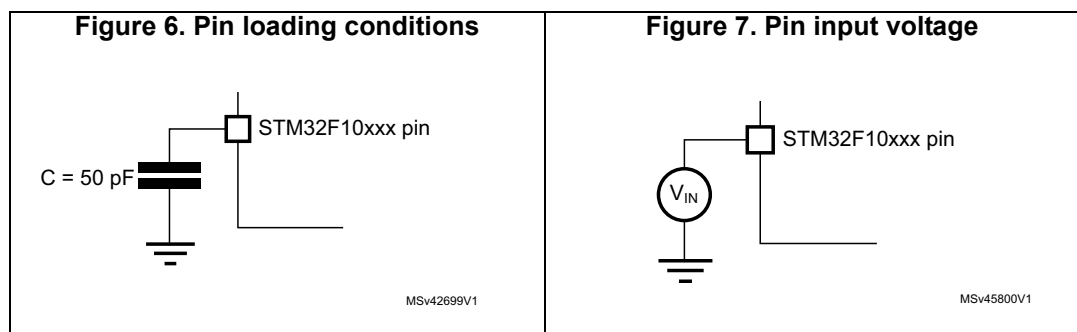 Figure 6. Pin loading conditions
STM32F10xxx pin
C = 50 pF
MSv42699V1
Figure 7. Pin input voltage
STM32F10xxx pin
VIN
MSv45800V1